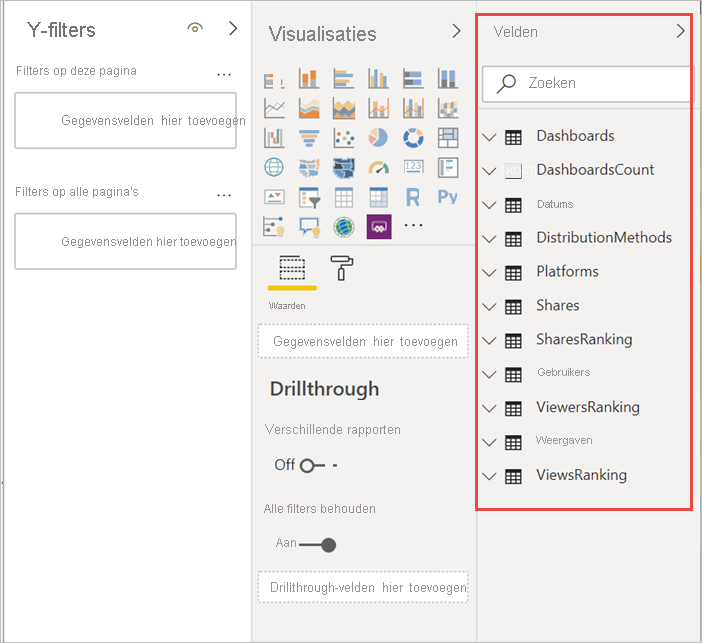 Y-filters
Filters op deze pagina
...
Gegevensvelden hier toevoegen
Filters op alle pagina's
...
Gegevensvelden hier toevoegen
Visualisaties
123
R
Py
...
Waarden
Gegevensvelden hier toevoegen
Drillthrough
Verschillende rapporten
Off
Alle filters behouden
Aan
Drillthrough-velden hier toevoegen
Velden
Zoeken
Dashboards
DashboardsCount
Datums
DistributionMethods
Platforms
Shares
SharesRanking
Gebruikers
ViewersRanking
Weergaven
ViewsRanking